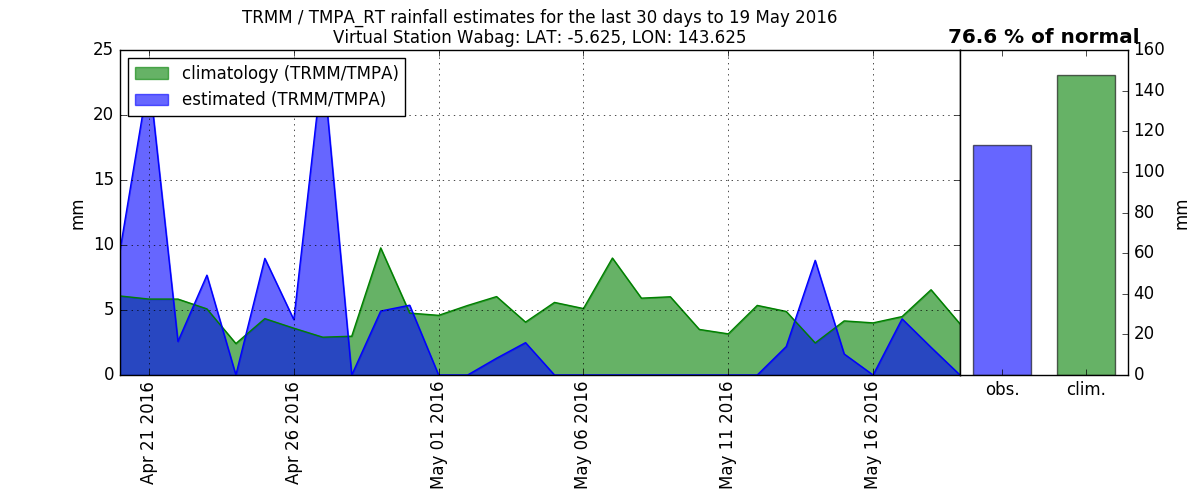 TRMM / TMPA_RT rainfall estimates for the last 30 days to 19 May 2016
Virtual Station Wabag: LAT: -5.625, LON: 143.625
76.6 % of normal
climatology (TRMM/TMPA)
estimated (TRMM/TMPA)
mm
25
20
15
10
5
0
Apr 21 2016
Apr 26 2016
May 01 2016
May 06 2016
May 11 2016
May 16 2016
obs.
clim.
160
140
120
100
80
60
40
20
0
mm